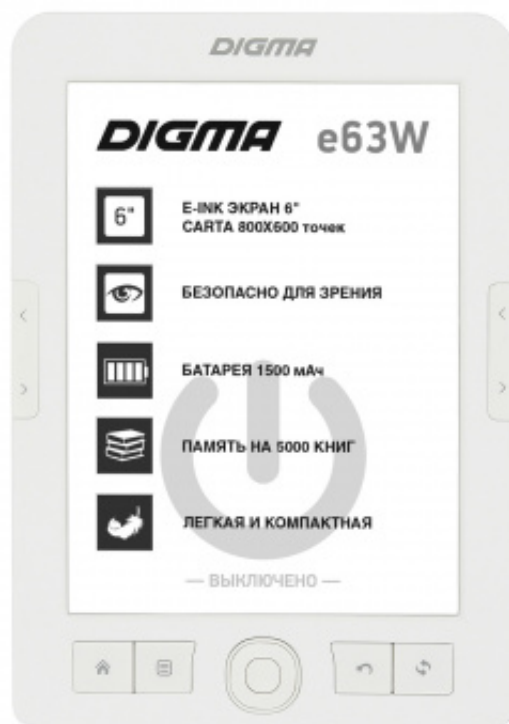 DIGMA
DIGMA e63W
6"
E-INK ЭКРАН 6"
CARTA 800X600 точек
БЕЗОПАСНО ДЛЯ ЗРЕНИЯ
БАТАРЕЯ 1500 мАч
ПАМЯТЬ НА 5000 КНИГ
ЛЕГКАЯ И КОМПАКТНАЯ
— ВЫКЛЮЧЕНО —